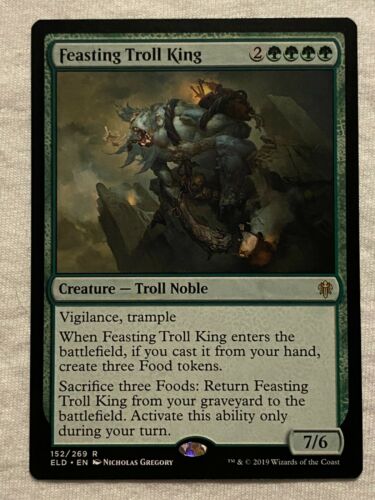 Feasting Troll King 2
Creature — Troll Noble
Vigilance, trample
When Feasting Troll King enters the
battlefield, if you cast it from your hand,
create three Food tokens.
Sacrifice three Foods: Return Feasting
Troll King from your graveyard to the
battlefield. Activate this ability only
during your turn.
7/6
152/269 R
ELD • EN Nicholas Gregory
™ & © 2019 Wizards of the Coast